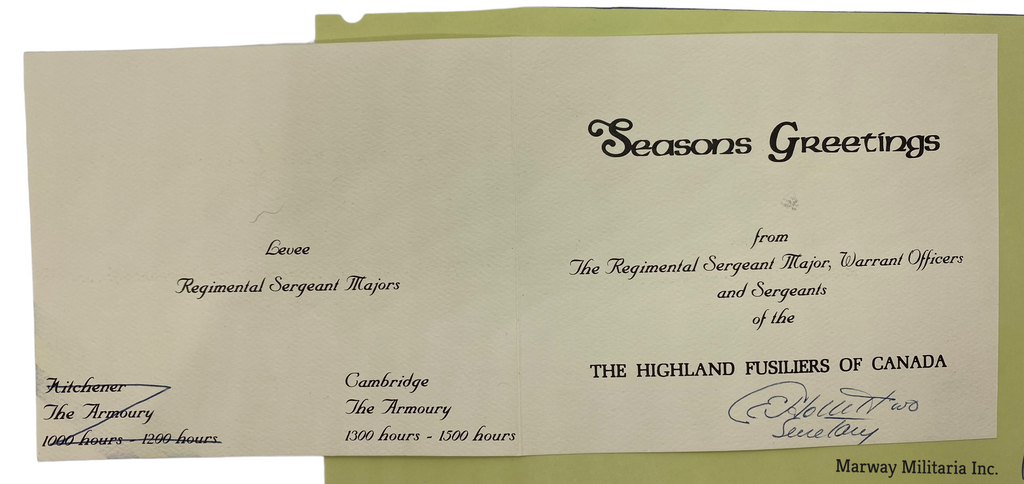 Levee
Regimental Sergeant Majors
Kitchener
The Armoury
1000 hours - 1200 hours
Cambridge
The Armoury
1300 hours - 1500 hours
Seasons Greetings
from
The Regimental Sergeant Major, Warrant Officers
and Sergeants
of the
THE HIGHLAND FUSILIERS OF CANADA
WO
Secretary
Marway Militaria Inc.